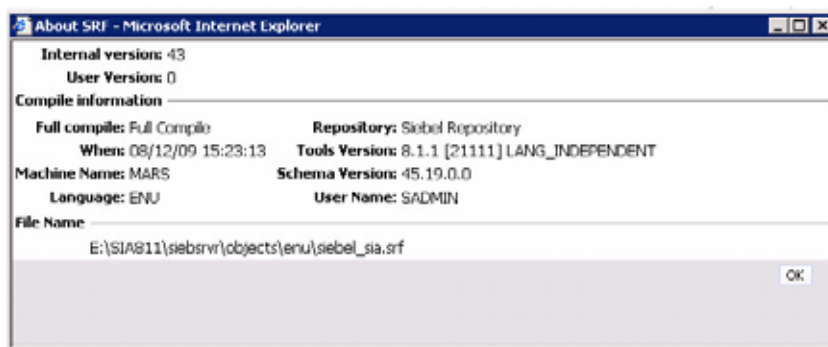 About SRF - Microsoft Internet Explorer
Internal version: 43
User Version: 0
Compile information
Full compile: Full Compile Repository: Siebel Repository
When: 08/12/09 15:23:13 Tools Version: 8.1.1 [21111] LANG_INDEPENDENT
Machine Name: MARS Schema Version: 45.19.0.0
Language: ENU User Name: SADMIN
File Name
E:\SIA811\siebsrvr\objects\enu\siebel_sia.srf
OK